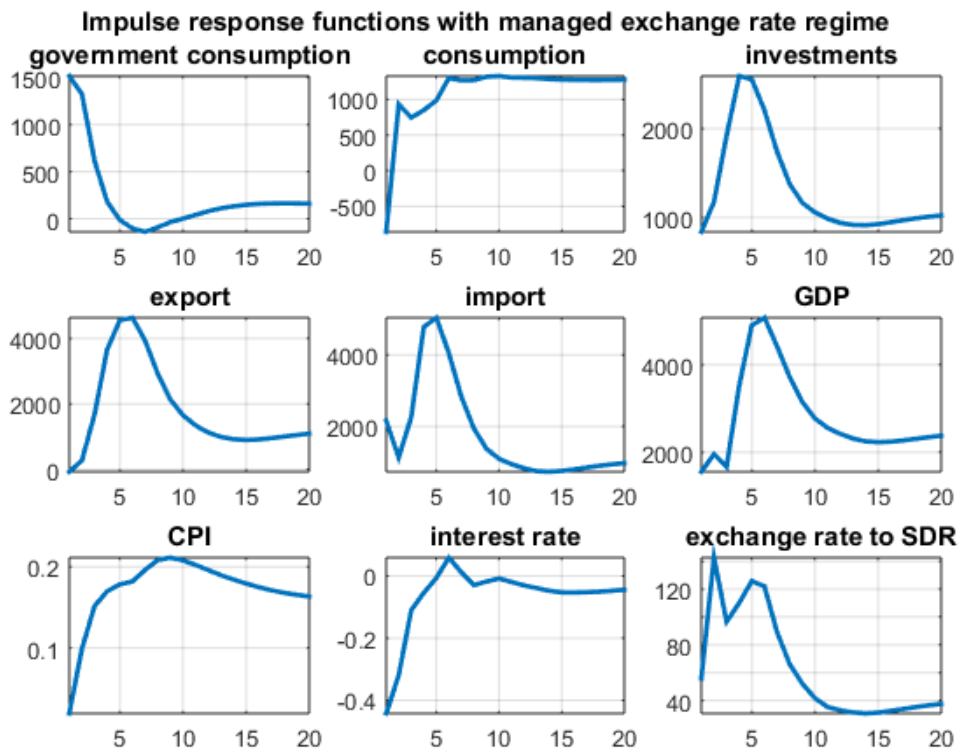 Impulse response functions with managed exchange rate regime
government consumption
1500
1000
500
0
5 10 15 20
consumption
1000
500
0
-500
5 10 15 20
investments
2000
1000
5 10 15 20
export
4000
2000
0
5 10 15 20
import
4000
2000
5 10 15 20
GDP
4000
2000
5 10 15 20
CPI
0.2
0.1
5 10 15 20
interest rate
0
-0.2
-0.4
5 10 15 20
exchange rate to SDR
120
80
40
5 10 15 20